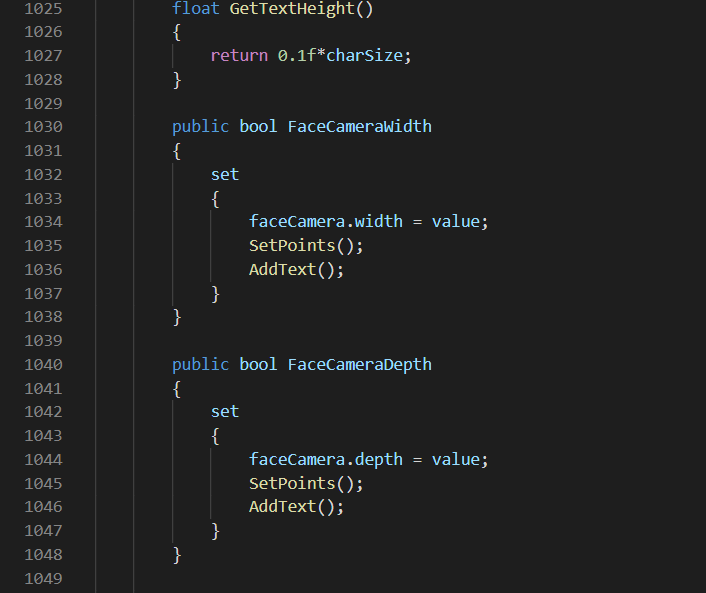 1025 float GetTextHeight()
1026 {
1027 return 0.1f*charSize;
1028 }
1029
1030 public bool FaceCameraWidth
1031 {
1032 set
1033 {
1034 faceCamera.width = value;
1035 SetPoints();
1036 AddText();
1037 }
1038 }
1039
1040 public bool FaceCameraDepth
1041 {
1042 set
1043 {
1044 faceCamera.depth = value;
1045 SetPoints();
1046 AddText();
1047 }
1048 }
1049